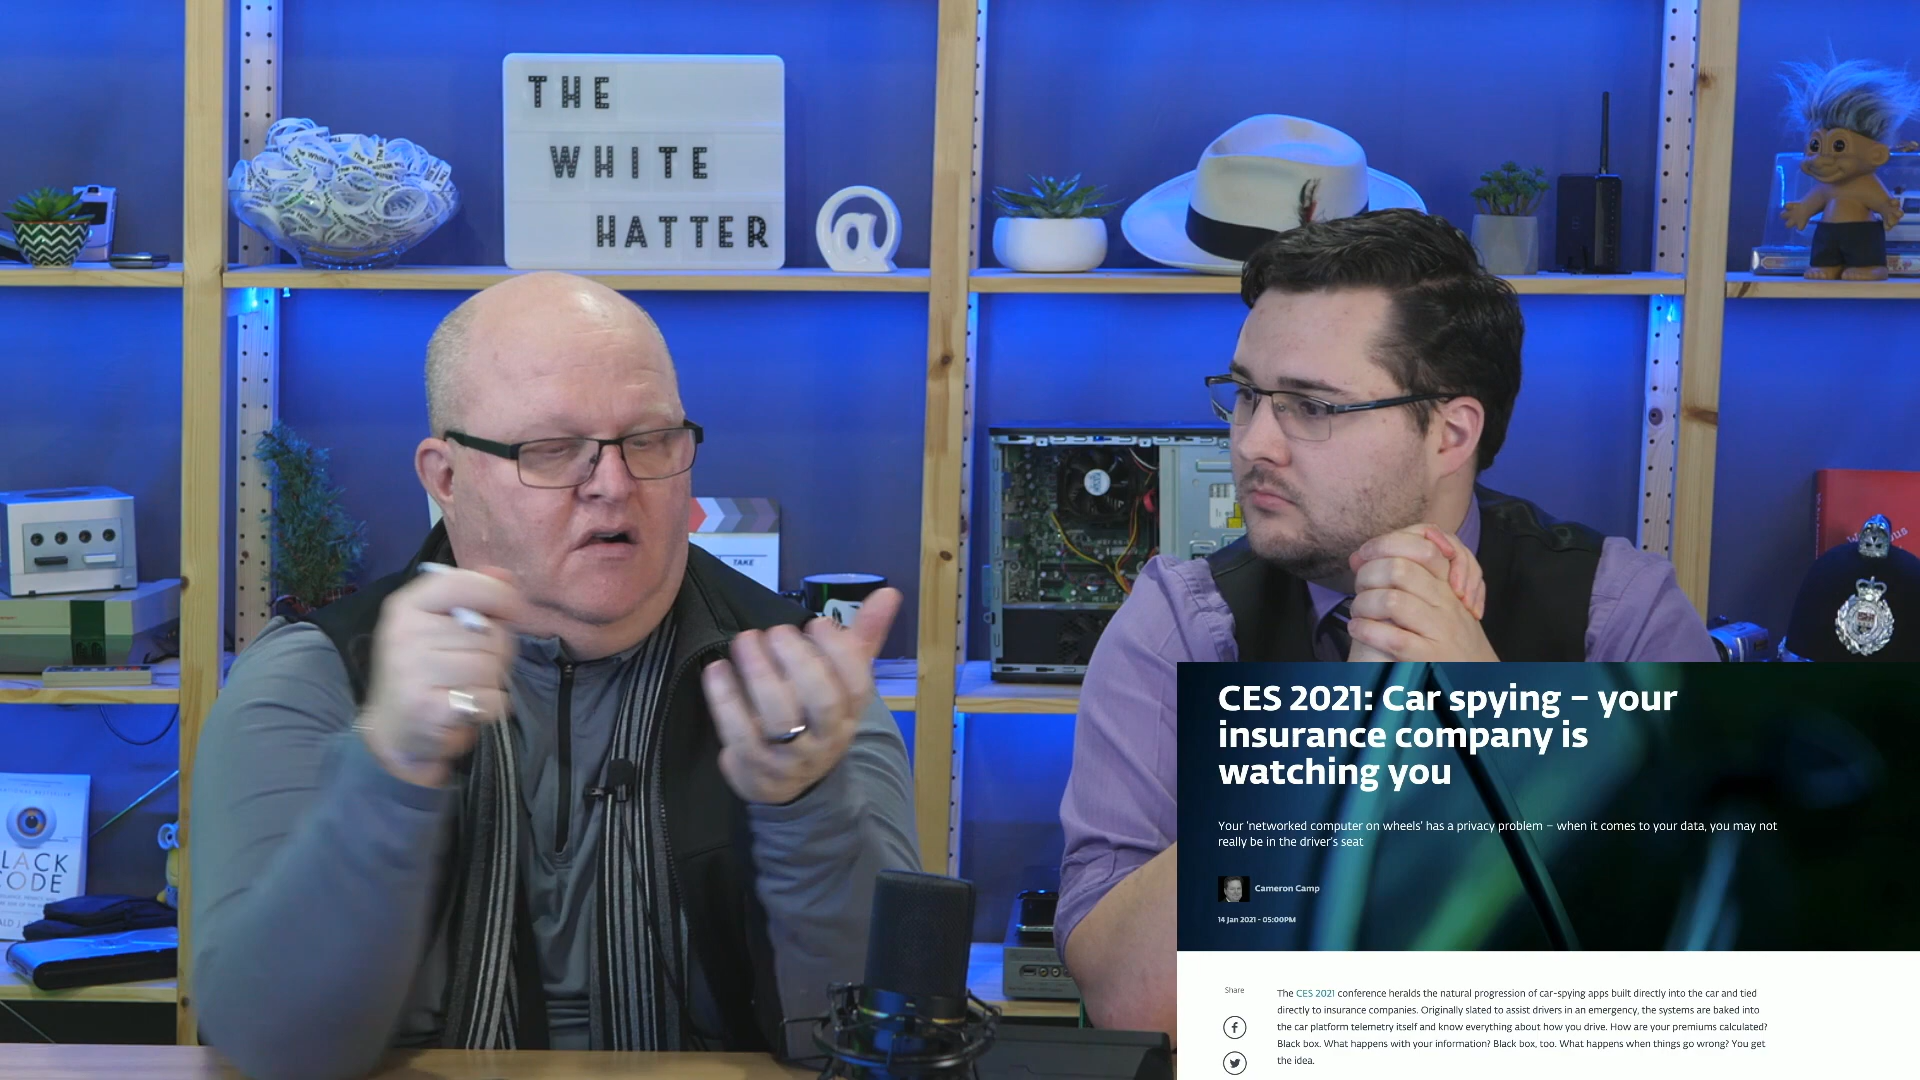 THE
WHITE
HATTER
TAKE
LACK
CODE
CES 2021: Car spying – your
insurance company is
watching you
Your 'networked computer on wheels' has a privacy problem – when it comes to your data, you may not
really be in the driver's seat
Cameron Camp
14 Jan 2021 - 05:00PM
Share
The CES 2021 conference heralds the natural progression of car-spying apps built directly into the car and tied
directly to insurance companies. Originally slated to assist drivers in an emergency, the systems are baked into
the car platform telemetry itself and know everything about how you drive. How are your premiums calculated?
Black box. What happens with your information? Black box, too. What happens when things go wrong? You get
the idea.